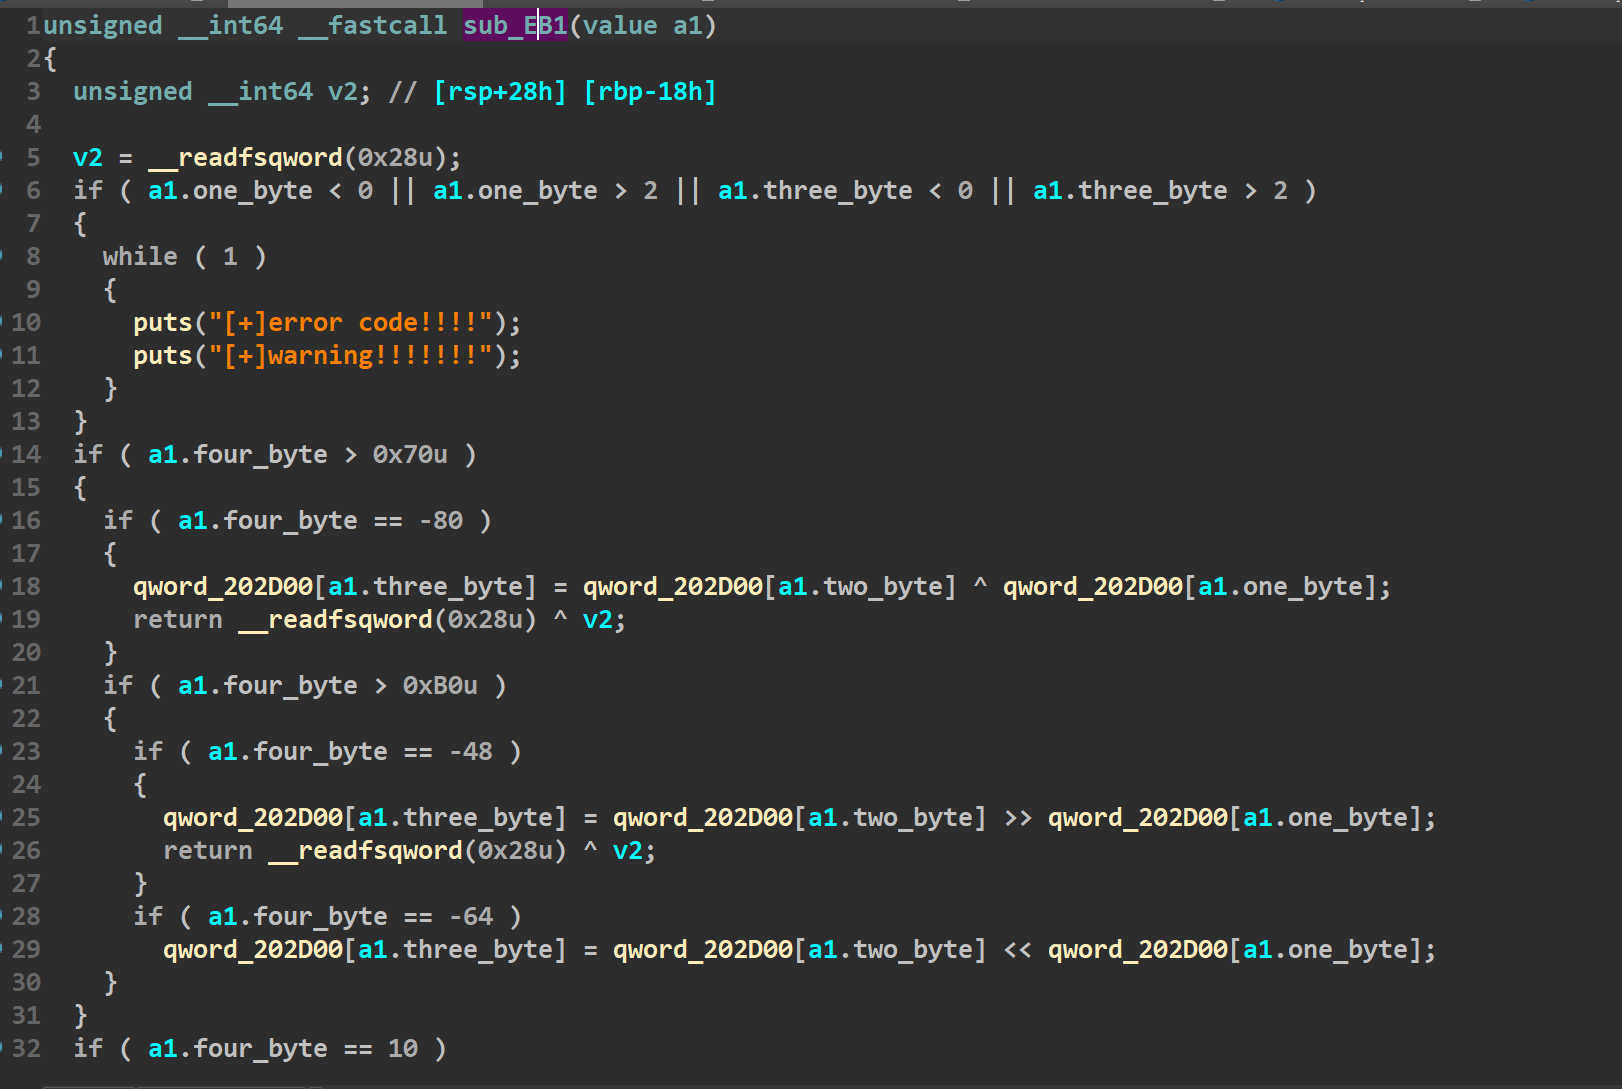 1 unsigned __int64 __fastcall sub_EB1(value a1)
2 {
3   unsigned __int64 v2; // [rsp+28h] [rbp-18h]
4
5   v2 = __readfsqword(0x28u);
6   if ( a1.one_byte < 0 || a1.one_byte > 2 || a1.three_byte < 0 || a1.three_byte > 2 )
7   {
8     while ( 1 )
9     {
10       puts("[+]error code!!!!");
11       puts("[+]warning!!!!!!!");
12     }
13   }
14   if ( a1.four_byte > 0x70u )
15   {
16     if ( a1.four_byte == -80 )
17     {
18       qword_202D00[a1.three_byte] = qword_202D00[a1.two_byte] ^ qword_202D00[a1.one_byte];
19       return __readfsqword(0x28u) ^ v2;
20     }
21     if ( a1.four_byte > 0xB0u )
22     {
23       if ( a1.four_byte == -48 )
24       {
25         qword_202D00[a1.three_byte] = qword_202D00[a1.two_byte] >> qword_202D00[a1.one_byte];
26         return __readfsqword(0x28u) ^ v2;
27       }
28       if ( a1.four_byte == -64 )
29         qword_202D00[a1.three_byte] = qword_202D00[a1.two_byte] << qword_202D00[a1.one_byte];
30     }
31   }
32   if ( a1.four_byte == 10 )